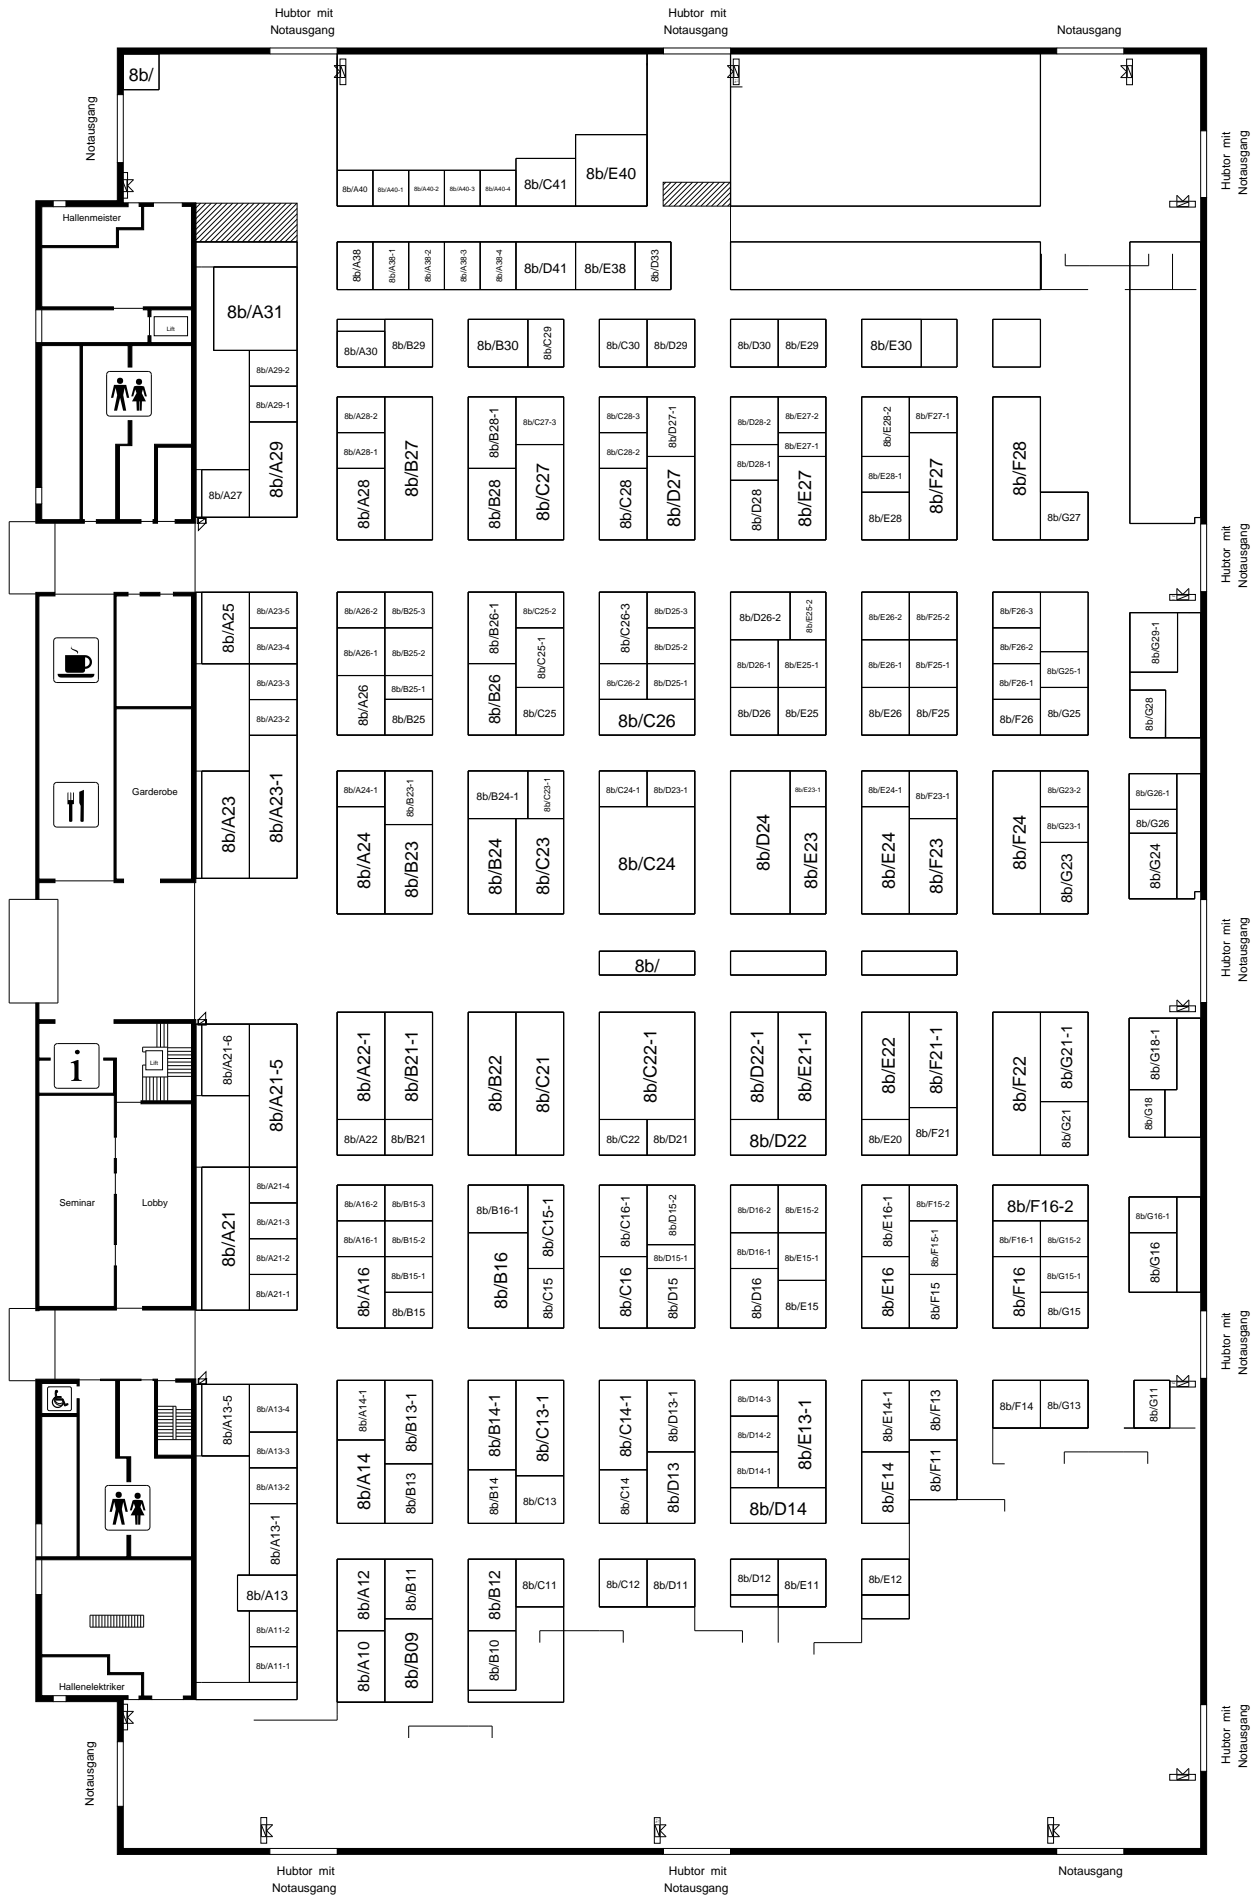 Hubtor mit
Notausgang
Hubtor mit
Notausgang
Notausgang
8b/
Notausgang
Hubtor mit
Notausgang
8b/A40
8b/A40-1
8b/A40-2
8b/A40-3
8b/A40-4
8b/C41
8b/E40
Hallenmeister
8b/A38
8b/A38-1
8b/A38-2
8b/A38-3
8b/A38-4
8b/D41
8b/E38
8b/D33
8b/A31
Lift
8b/A30
8b/B29
8b/B30
8b/C29
8b/C30
8b/D29
8b/D30
8b/E29
8b/E30
8b/A29-2
8b/A29-1
8b/A29
8b/A27
8b/A28-2
8b/A28-1
8b/A28
8b/B27
8b/B28-1
8b/B28
8b/C27-3
8b/C27
8b/C28-3
8b/C28-2
8b/C28
8b/D27-1
8b/D27
8b/D28-2
8b/D28-1
8b/D28
8b/E27-2
8b/E27-1
8b/E27
8b/E28-2
8b/E28-1
8b/E28
8b/F27-1
8b/F27
8b/F28
8b/G27
Hubtor mit
Notausgang
8b/A25
8b/A23-5
8b/A23-4
8b/A23-3
8b/A23-2
8b/A23-1
8b/A23
8b/A26-2
8b/A26-1
8b/A26
8b/B25-3
8b/B25-2
8b/B25-1
8b/B25
8b/B26-1
8b/B26
8b/C25-2
8b/C25-1
8b/C25
8b/C26-3
8b/C26-2
8b/C26
8b/D25-3
8b/D25-2
8b/D25-1
8b/D26-2
8b/D26-1
8b/D26
8b/E25-2
8b/E25-1
8b/E25
8b/E26-2
8b/E26-1
8b/E26
8b/F25-2
8b/F25-1
8b/F25
8b/F26-3
8b/F26-2
8b/F26-1
8b/F26
8b/G25-1
8b/G25
8b/G29-1
8b/G28
Garderobe
8b/A24-1
8b/A24
8b/B23-1
8b/B23
8b/B24-1
8b/B24
8b/C23-1
8b/C23
8b/C24-1
8b/D23-1
8b/C24
8b/D24
8b/E23-1
8b/E23
8b/E24-1
8b/E24
8b/F23-1
8b/F23
8b/F24
8b/G23-2
8b/G23-1
8b/G23
8b/G26-1
8b/G26
8b/G24
8b/
Hubtor mit
Notausgang
i
Lift
8b/A21-6
8b/A21-5
8b/A22-1
8b/A22
8b/B21-1
8b/B21
8b/B22
8b/C21
8b/C22-1
8b/C22
8b/D21
8b/D22-1
8b/E21-1
8b/D22
8b/E22
8b/E20
8b/F21-1
8b/F21
8b/F22
8b/G21-1
8b/G21
8b/G18-1
8b/G18
Seminar
Lobby
8b/A21
8b/A21-4
8b/A21-3
8b/A21-2
8b/A21-1
8b/A16-2
8b/A16-1
8b/A16
8b/B15-3
8b/B15-2
8b/B15-1
8b/B15
8b/B16-1
8b/B16
8b/C15-1
8b/C15
8b/C16-1
8b/C16
8b/D15-2
8b/D15-1
8b/D15
8b/D16-2
8b/D16-1
8b/D16
8b/E15-2
8b/E15-1
8b/E15
8b/E16-1
8b/E16
8b/F15-2
8b/F15-1
8b/F15
8b/F16-2
8b/F16-1
8b/F16
8b/G15-2
8b/G15-1
8b/G15
8b/G16-1
8b/G16
Hubtor mit
Notausgang
8b/A13-5
8b/A13-4
8b/A13-3
8b/A13-2
8b/A13-1
8b/A13
8b/A11-2
8b/A11-1
8b/A14-1
8b/A14
8b/B13-1
8b/B13
8b/B14-1
8b/B14
8b/C13-1
8b/C13
8b/C14-1
8b/C14
8b/D13-1
8b/D13
8b/D14-3
8b/D14-2
8b/D14-1
8b/E13-1
8b/D14
8b/E14-1
8b/E14
8b/F13
8b/F11
8b/F14
8b/G13
8b/G11
8b/A12
8b/A10
8b/B11
8b/B09
8b/B12
8b/B10
8b/C11
8b/C12
8b/D11
8b/D12
8b/E11
8b/E12
Hallenelektriker
Notausgang
Hubtor mit
Notausgang
Hubtor mit
Notausgang
Hubtor mit
Notausgang
Notausgang